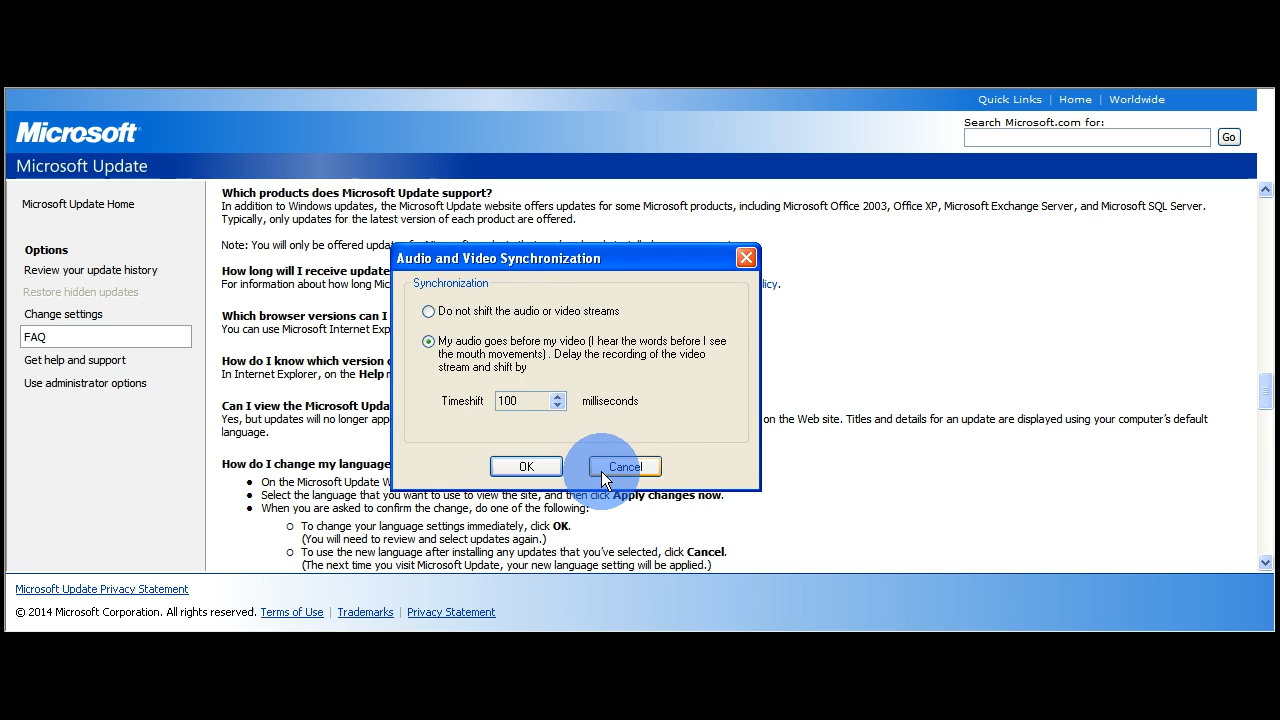 Quick Links | Home | Worldwide
Microsoft
Search Microsoft.com for:
Go
Microsoft Update
Microsoft Update Home
Options
Review your update history
Restore hidden updates
Change settings
FAQ
Get help and support
Use administrator options
Which products does Microsoft Update support?
In addition to Windows updates, the Microsoft Update website offers updates for some Microsoft products, including Microsoft Office 2003, Office XP, Microsoft Exchange Server, and Microsoft SQL Server.
Typically, only updates for the latest version of each product are offered.
Note: You will only be offered
How long will I receive update
For information about how long Mic licy.
Which browser versions can I
You can use Microsoft Internet Exp
How do I know which version
In Internet Explorer, on the Help
Can I view the Microsoft Upda
Yes, but updates will no longer app on the Web site. Titles and details for an update are displayed using your computer's default
language.
How do I change my language
• On the Microsoft Update W
• Select the language that you want to use to view the site, and then click Apply changes now.
• When you are asked to confirm the change, do one of the following:
o To change your language settings immediately, click OK.
(You will need to review and select updates again.)
o To use the new language after installing any updates that you've selected, click Cancel.
(The next time you visit Microsoft Update, your new language setting will be applied.)
Audio and Video Synchronization
Synchronization
Do not shift the audio or video streams
My audio goes before my video (I hear the words before I see
the mouth movements). Delay the recording of the video
stream and shift by
Timeshift 100 milliseconds
OK Cancel
Microsoft Update Privacy Statement
© 2014 Microsoft Corporation. All rights reserved. Terms of Use | Trademarks | Privacy Statement